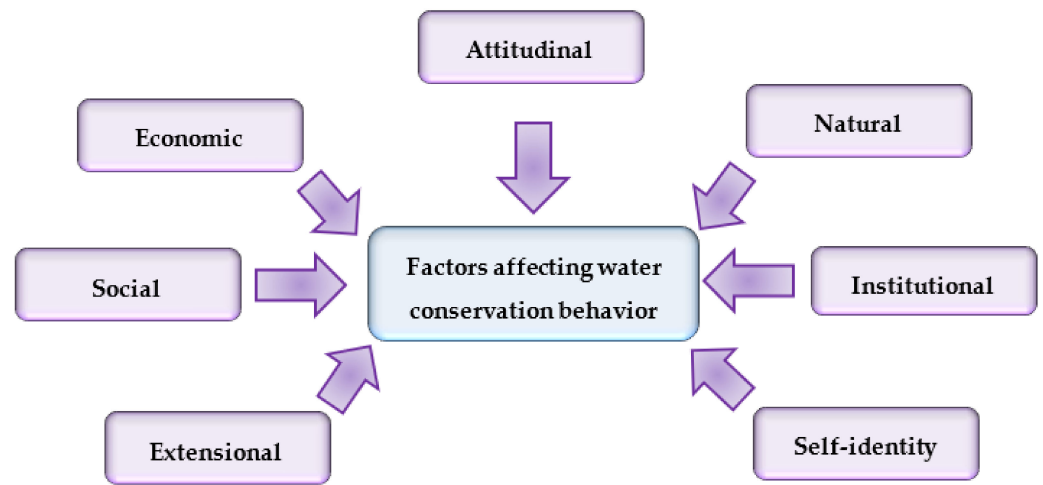 Attitudinal
Economic
Natural
Social
Factors affecting water
conservation behavior
Institutional
Extensional
Self-identity